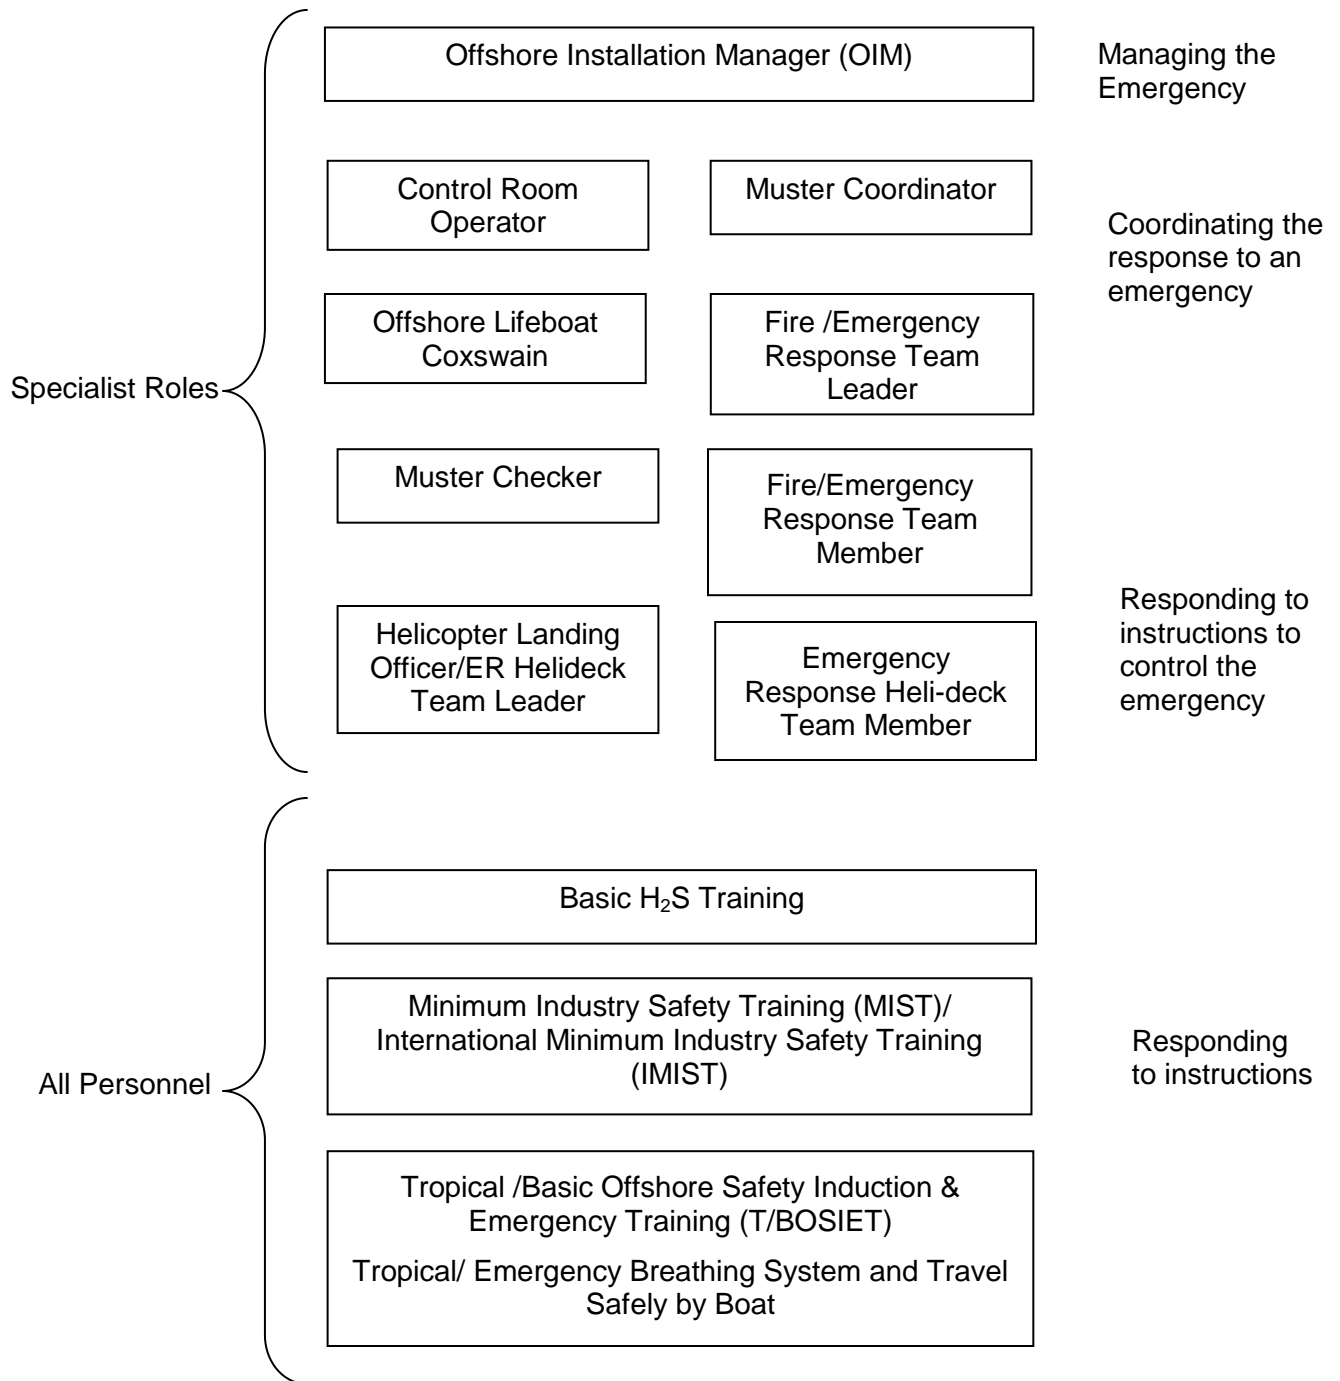 Offshore Installation Manager (OIM)
Managing the
Emergency
Control Room
Operator
Muster Coordinator
Coordinating the
response to an
emergency
Offshore Lifeboat
Coxswain
Fire /Emergency
Response Team
Leader
Specialist Roles
Muster Checker
Fire/Emergency
Response Team
Member
Helicopter Landing
Officer/ER Helideck
Team Leader
Emergency
Response Heli-deck
Team Member
Responding to
instructions to
control the
emergency
Basic H₂S Training
Minimum Industry Safety Training (MIST)/
International Minimum Industry Safety Training
(IMIST)
All Personnel
Responding
to instructions
Tropical /Basic Offshore Safety Induction &
Emergency Training (T/BOSIET)
Tropical/ Emergency Breathing System and Travel
Safely by Boat